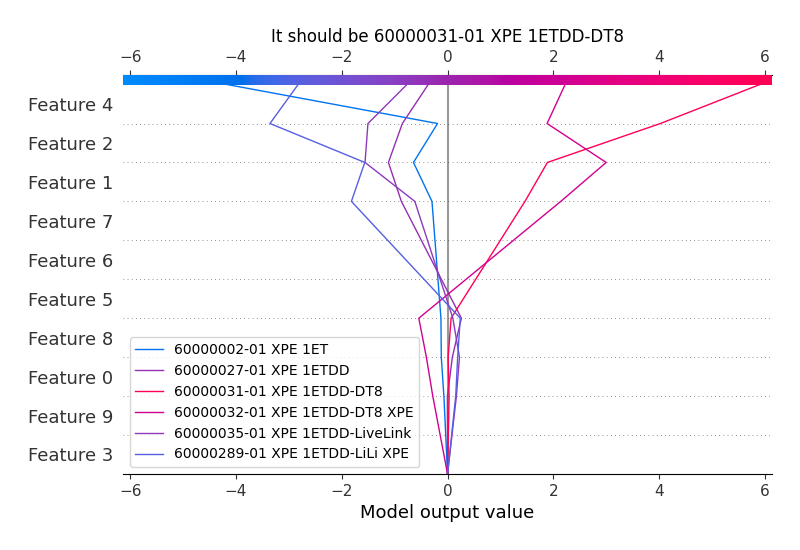 It should be 60000031-01 XPE 1ETDD-DT8
−6 −4 −2 0 2 4 6
Feature 4
Feature 2
Feature 1
Feature 7
Feature 6
Feature 5
Feature 8
Feature 0
Feature 9
Feature 3
60000002-01 XPE 1ET
60000027-01 XPE 1ETDD
60000031-01 XPE 1ETDD-DT8
60000032-01 XPE 1ETDD-DT8 XPE
60000035-01 XPE 1ETDD-LiveLink
60000289-01 XPE 1ETDD-LiLi XPE
−6 −4 −2 0 2 4 6
Model output value